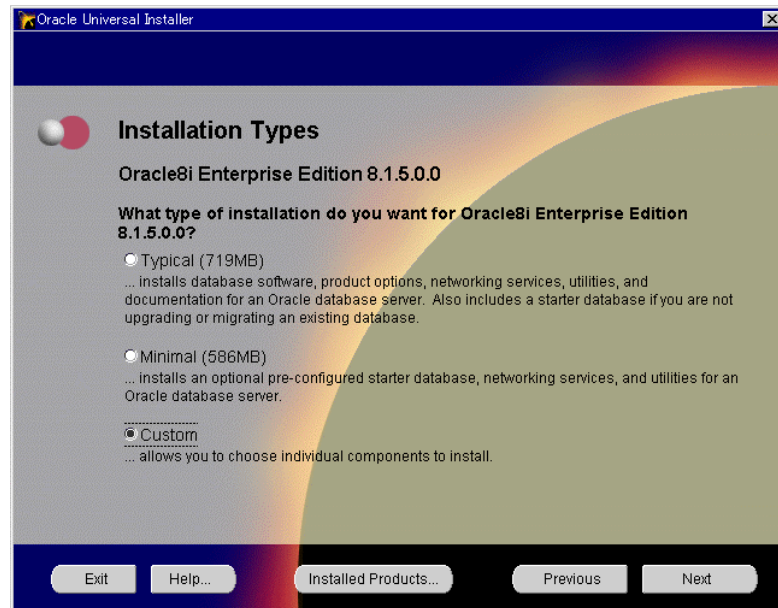 Oracle Universal Installer
Installation Types
Oracle8i Enterprise Edition 8.1.5.0.0
What type of installation do you want for Oracle8i Enterprise Edition
8.1.5.0.0?
Typical (719MB)
... installs database software, product options, networking services, utilities, and
documentation for an Oracle database server. Also includes a starter database if you are not
upgrading or migrating an existing database.
Minimal (586MB)
... installs an optional pre-configured starter database, networking services, and utilities for an
Oracle database server.
Custom
... allows you to choose individual components to install.
Exit Help... Installed Products... Previous Next